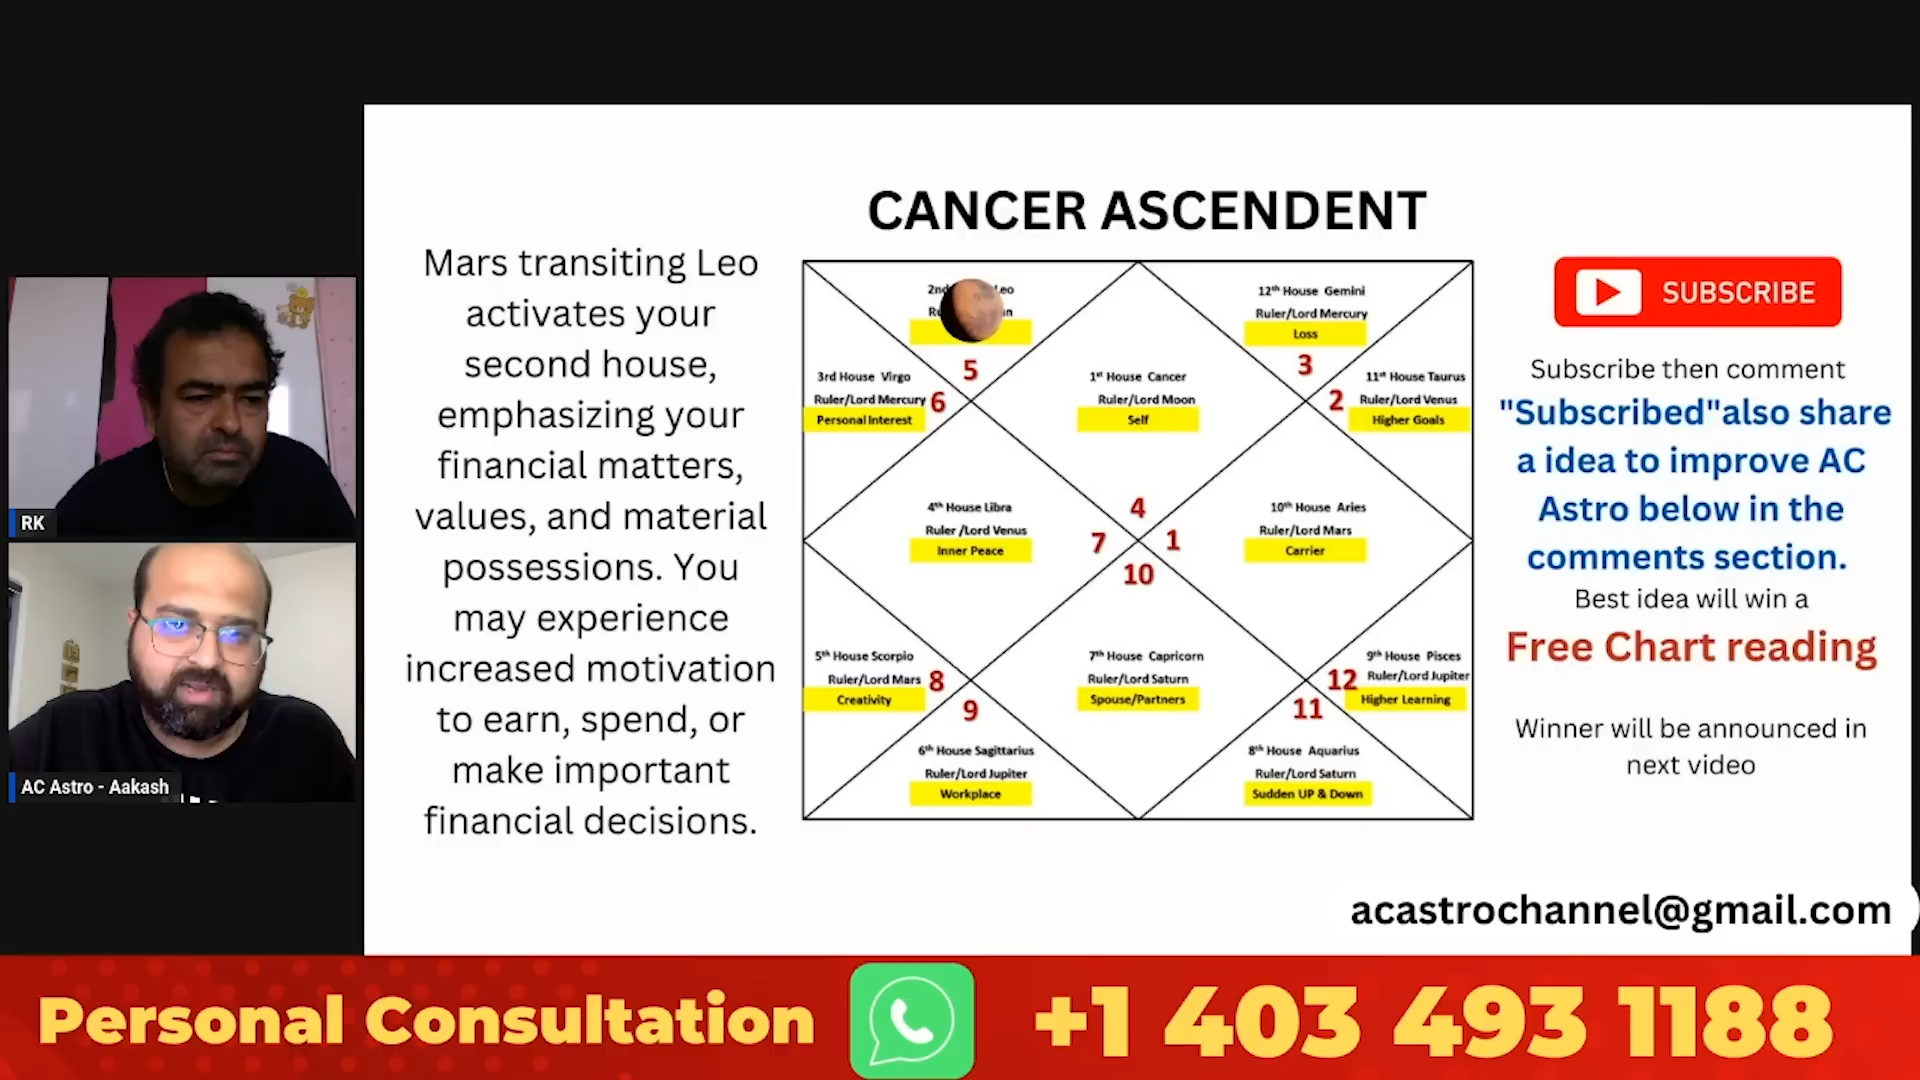 CANCER ASCENDENT
Mars transiting Leo
activates your
second house,
emphasizing your
financial matters,
values, and material
possessions. You
may experience
increased motivation
to earn, spend, or
make important
financial decisions.
RK
AC Astro - Aakash
12th House Gemini
Ruler/Lord Mercury
Loss
5
3
3rd House Virgo
Ruler/Lord Mercury
Personal Interest
6
1st House Cancer
Ruler/Lord Moon
Self
2
11th House Taurus
Ruler/Lord Venus
Higher Goals
4th House Libra
Ruler /Lord Venus
Inner Peace
4
7
1
10
10th House Aries
Ruler/Lord Mars
Carrier
5th House Scorpio
Ruler/Lord Mars
Creativity
8
9
7th House Capricorn
Ruler/Lord Saturn
Spouse/Partners
12
11
9th House Pisces
Ruler/Lord Jupiter
Higher Learning
6th House Sagittarius
Ruler/Lord Jupiter
Workplace
8th House Aquarius
Ruler/Lord Saturn
Sudden UP & Down
SUBSCRIBE
Subscribe then comment
"Subscribed"also share
a idea to improve AC
Astro below in the
comments section.
Best idea will win a
Free Chart reading
Winner will be announced in
next video
acastrochannel@gmail.com
Personal Consultation
+1 403 493 1188